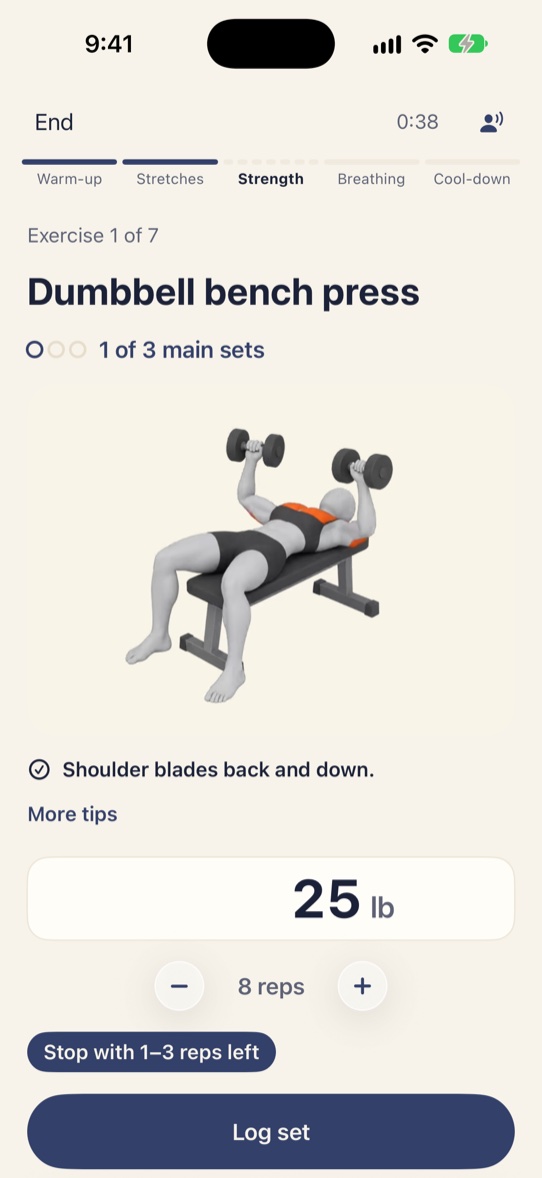 9:41
End
0:38
Warm-up
Stretches
Strength
Breathing
Cool-down
Exercise 1 of 7
Dumbbell bench press
1 of 3 main sets
Shoulder blades back and down.
More tips
25 lb
8 reps
Stop with 1–3 reps left
Log set